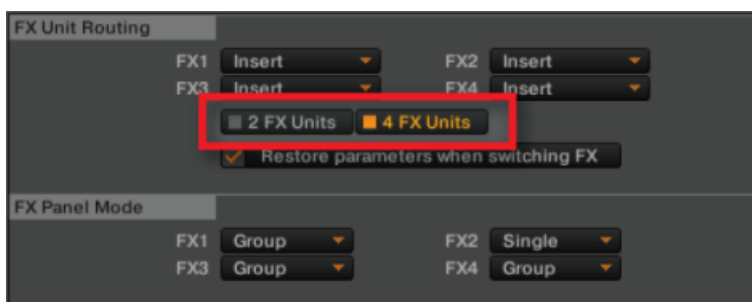 FX Unit Routing
FX1 Insert FX2 Insert
FX3 Insert FX4 Insert
2 FX Units 4 FX Units
Restore parameters when switching FX
FX Panel Mode
FX1 Group FX2 Single
FX3 Group FX4 Group